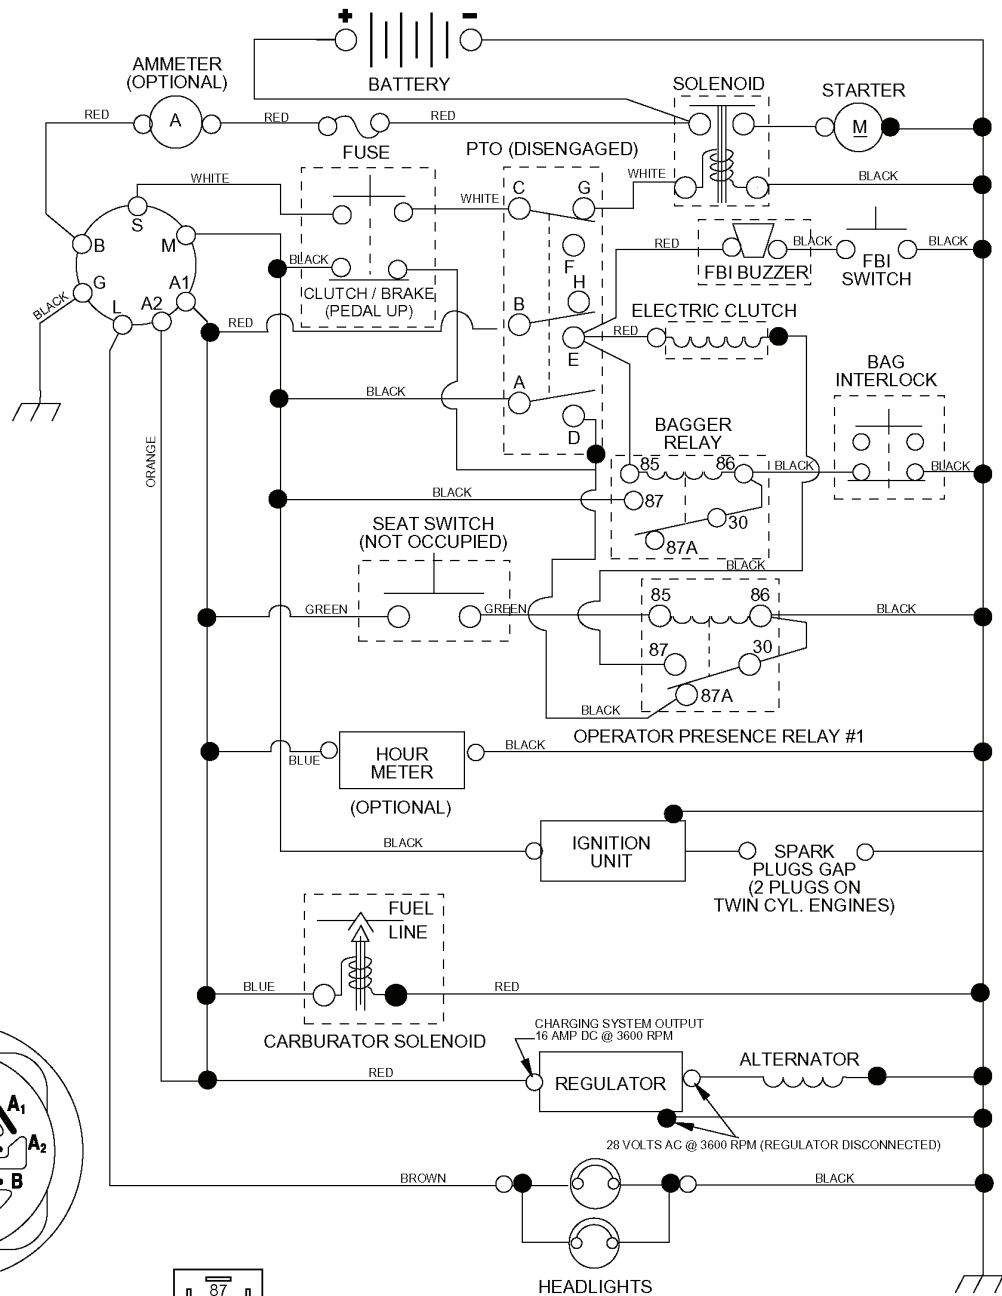 + -
BATTERY
AMMETER
(OPTIONAL)
SOLENOID
STARTER
RED
A
RED
FUSE
RED
M
PTO (DISENGAGED)
WHITE
WHITE
C
G
WHITE
BLACK
S
B
M
G
L
A2
A1
BLACK
BLACK
CLUTCH / BRAKE
(PEDAL UP)
F
H
B
E
RED
BLACK
BLACK
FBI BUZZER
FBI
SWITCH
RED
RED
ELECTRIC CLUTCH
BAG
INTERLOCK
BLACK
A
D
ORANGE
BAGGER
RELAY
85
86
BLACK
BLACK
BLACK
87
30
87A
SEAT SWITCH
(NOT OCCUPIED)
BLACK
GREEN
GREEN
85
86
BLACK
87
30
87A
BLACK
OPERATOR PRESENCE RELAY #1
BLUE
HOUR
METER
BLACK
(OPTIONAL)
BLACK
IGNITION
UNIT
SPARK
PLUGS GAP
(2 PLUGS ON
TWIN CYL. ENGINES)
FUEL
LINE
BLUE
RED
CARBURATOR SOLENOID
CHARGING SYSTEM OUTPUT
16 AMP DC @ 3600 RPM
RED
REGULATOR
ALTERNATOR
28 VOLTS AC @ 3600 RPM (REGULATOR DISCONNECTED)
A1
A2
B
BROWN
BLACK
HEADLIGHTS
87